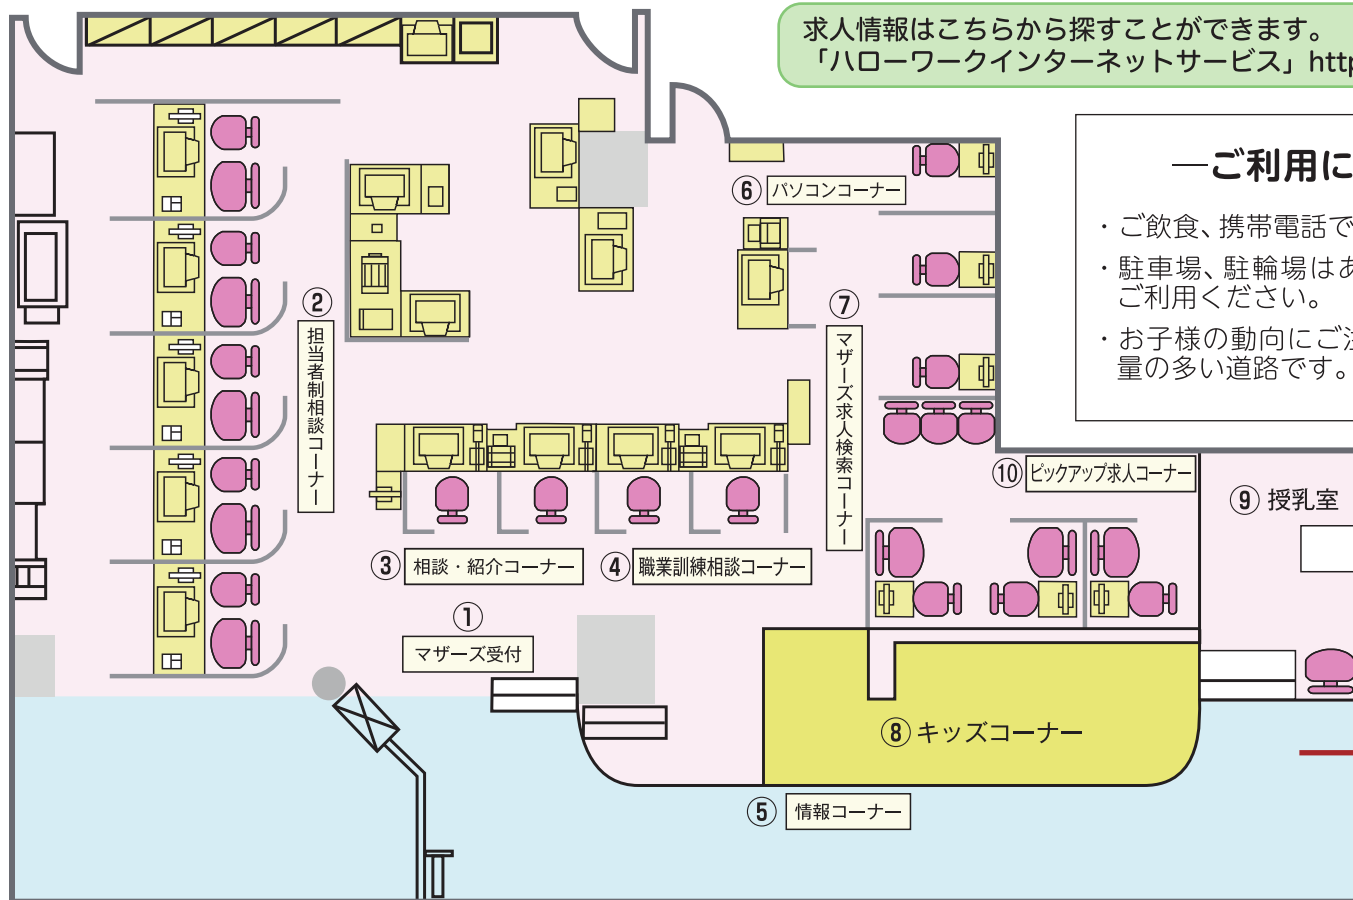 求人情報はこちらから探すことができます。
「ハローワークインターネットサービス」http
―ご利用に
・ご飲食、携帯電話で
・駐車場、駐輪場はあ
ご利用ください。
・お子様の動向にご注
量の多い道路です。
⑥ パソコンコーナー
② 担当者制相談コーナー
⑦ マザーズ求人検索コーナー
⑩ ピックアップ求人コーナー
⑨ 授乳室
③ 相談・紹介コーナー
④ 職業訓練相談コーナー
① マザーズ受付
⑧ キッズコーナー
⑤ 情報コーナー